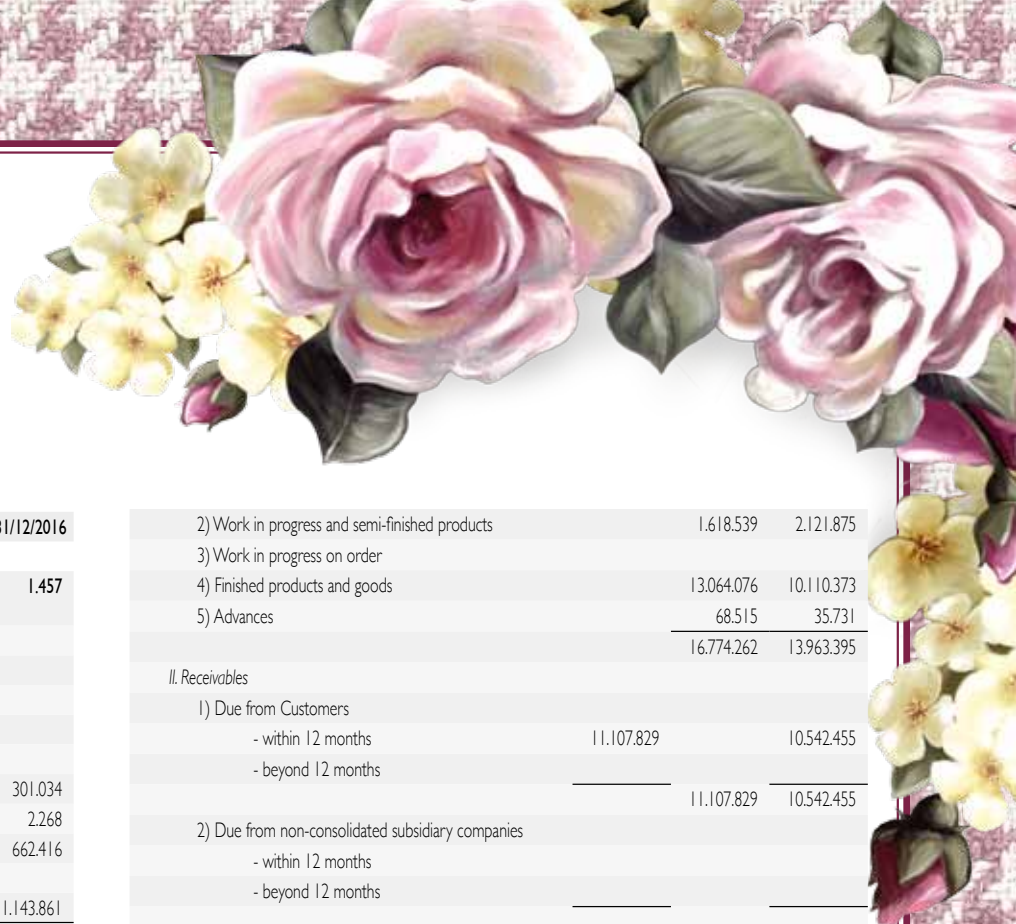 31/12/2016
1.457
301.034
2.268
662.416
1.143.861
2) Work in progress and semi-finished products 1.618.539 2.121.875
3) Work in progress on order
4) Finished products and goods 13.064.076 10.110.373
5) Advances 68.515 35.731
16.774.262 13.963.395
II. Receivables
1) Due from Customers
- within 12 months 11.107.829 10.542.455
- beyond 12 months
11.107.829 10.542.455
2) Due from non-consolidated subsidiary companies
- within 12 months
- beyond 12 months